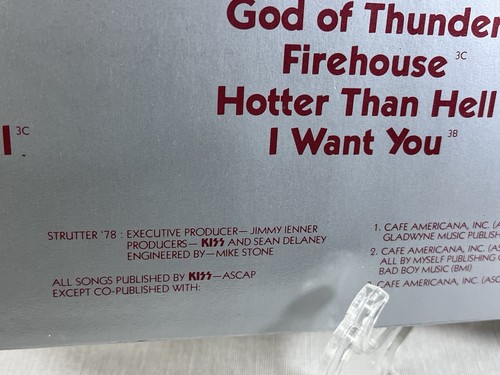 God of Thunder
Firehouse 3C
Hotter Than Hell
3C
I Want You 3B
STRUTTER '78 : EXECUTIVE PRODUCER— JIMMY IENNER
PRODUCERS— KISS AND SEAN DELANEY
ENGINEERED BY— MIKE STONE
ALL SONGS PUBLISHED BY KISS—ASCAP
EXCEPT CO-PUBLISHED WITH:
1. CAFE AMERICANA, INC. (A
GLADWYNE MUSIC PUBLISH
2. CAFE AMERICANA, INC. (ASC
ALL BY MYSELF PUBLISHING
BAD BOY MUSIC (BMI)
CAFE AMERICANA, INC. (ASC